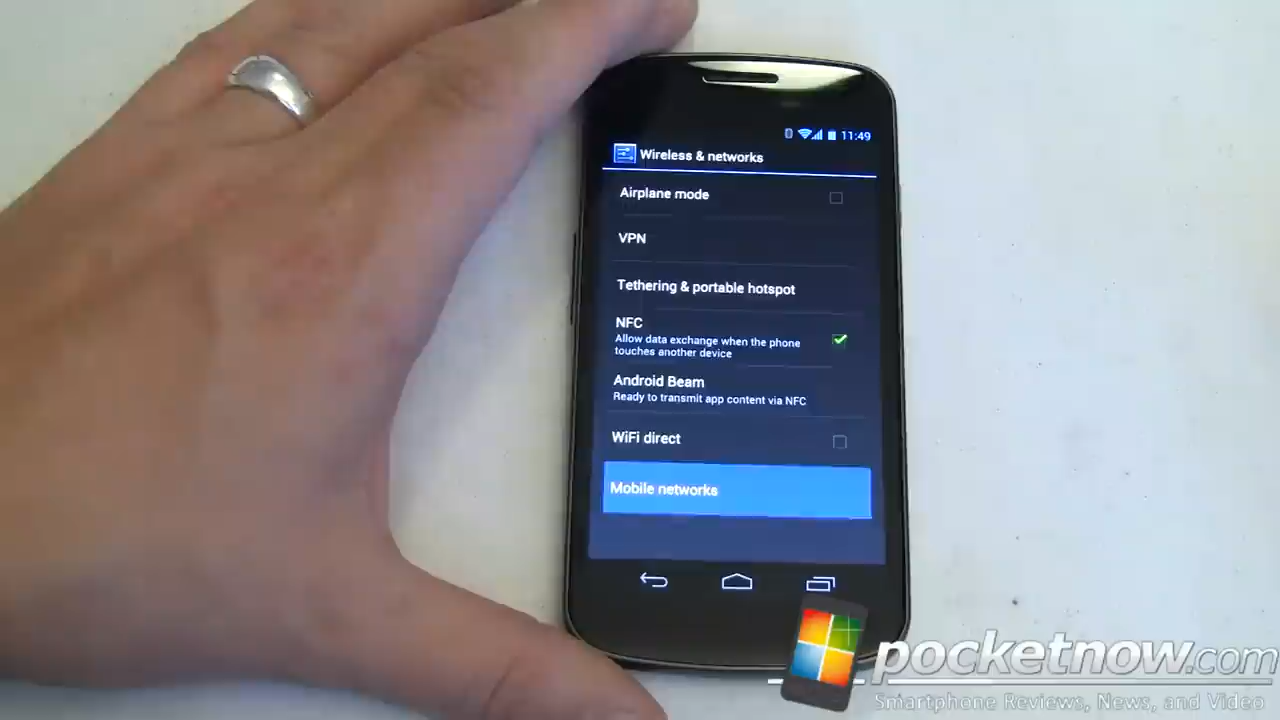 11:49
Wireless & networks
Airplane mode
VPN
Tethering & portable hotspot
NFC
Allow data exchange when the phone
touches another device
Android Beam
Ready to transmit app content via NFC
WiFi direct
Mobile networks
pocketnow.com
Smartphone Reviews, News, and Video